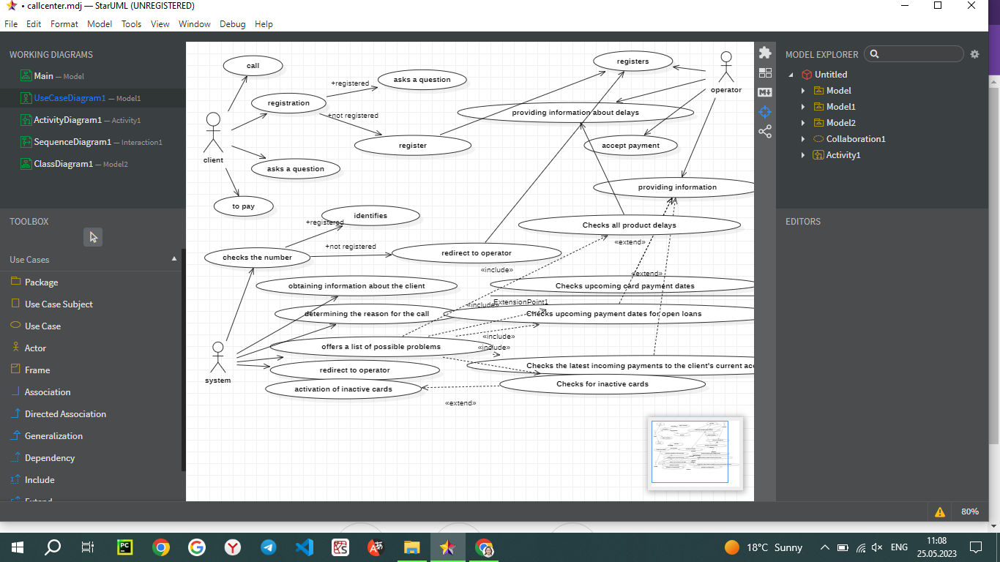 • callcenter.mdj — StarUML (UNREGISTERED)
File Edit Format Model Tools View Window Debug Help
WORKING DIAGRAMS
Main — Model
UseCaseDiagram1 — Model1
ActivityDiagram1 — Activity1
SequenceDiagram1 — Interaction1
ClassDiagram1 — Model2
TOOLBOX
Use Cases
Package
Use Case Subject
Use Case
Actor
Frame
Association
Directed Association
Generalization
Dependency
Include
Extend
call
registration
+registered
asks a question
+not registered
register
client
asks a question
to pay
registers
operator
providing information about delays
accept payment
providing information
identifies
+registered
+not registered
checks the number
redirect to operator
Checks all product delays
«extend»
«include»
«extend»
obtaining information about the client
Checks upcoming card payment dates
ExtensionPoint1
«include»
determining the reason for the call
Checks upcoming payment dates for open loans
«include»
offers a list of possible problems
«include»
system
redirect to operator
Checks the latest incoming payments to the client's current acc
activation of inactive cards
Checks for inactive cards
«extend»
M↓
MODEL EXPLORER
Untitled
Model
Model1
Model2
Collaboration1
Activity1
EDITORS
80%
PC
18°C Sunny
ENG
11:08
25.05.2023